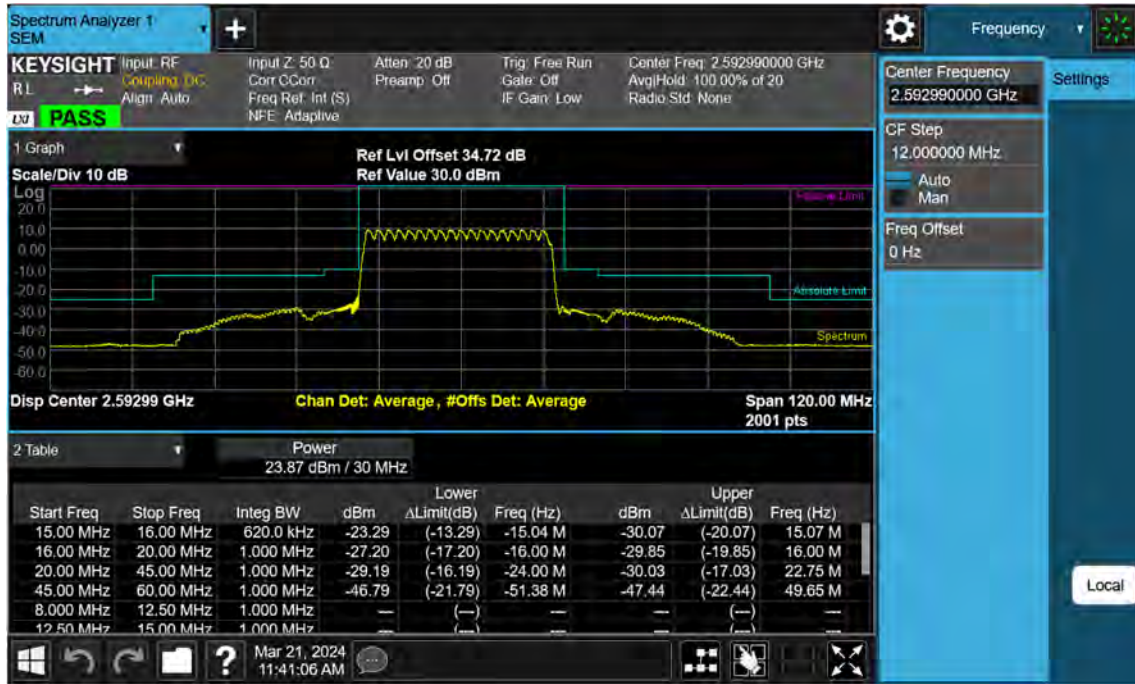 Spectrum Analyzer 1
SEM
Frequency
KEYSIGHT
Input: RF
Coupling: DC
Align: Auto
Input Z: 50 Ω
Corr CCorr
Freq Ref: Int (S)
NFE: Adaptive
Atten: 20 dB
Preamp: Off
Trig: Free Run
Gate: Off
IF Gain: Low
Center Freq: 2.592990000 GHz
Avg|Hold: 100.00% of 20
Radio Std: None
RL
LXI
PASS
Center Frequency
2.592990000 GHz
Settings
CF Step
12.000000 MHz
Auto
Man
Freq Offset
0 Hz
1 Graph
Scale/Div 10 dB
Ref Lvl Offset 34.72 dB
Ref Value 30.0 dBm
Log
20.0
10.0
0.00
-10.0
-20.0
-30.0
-40.0
-50.0
-60.0
Absolute Limit
Spectrum
Disp Center 2.59299 GHz
Chan Det: Average, #Offs Det: Average
Span 120.00 MHz
2001 pts
2 Table
Power
23.87 dBm / 30 MHz
Lower Upper
Start Freq Stop Freq Integ BW dBm ΔLimit(dB) Freq (Hz) dBm ΔLimit(dB) Freq (Hz)
15.00 MHz 16.00 MHz 620.0 kHz -23.29 (-13.29) -15.04 M -30.07 (-20.07) 15.07 M
16.00 MHz 20.00 MHz 1.000 MHz -27.20 (-17.20) -16.00 M -29.85 (-19.85) 16.00 M
20.00 MHz 45.00 MHz 1.000 MHz -29.19 (-16.19) -24.00 M -30.03 (-17.03) 22.75 M
45.00 MHz 60.00 MHz 1.000 MHz -46.79 (-21.79) -51.38 M -47.44 (-22.44) 49.65 M
8.000 MHz 12.50 MHz 1.000 MHz --- (---) --- --- (---) ---
12.50 MHz 15.00 MHz 1.000 MHz --- (---) --- --- (---) ---
Local
?
Mar 21, 2024
11:41:06 AM